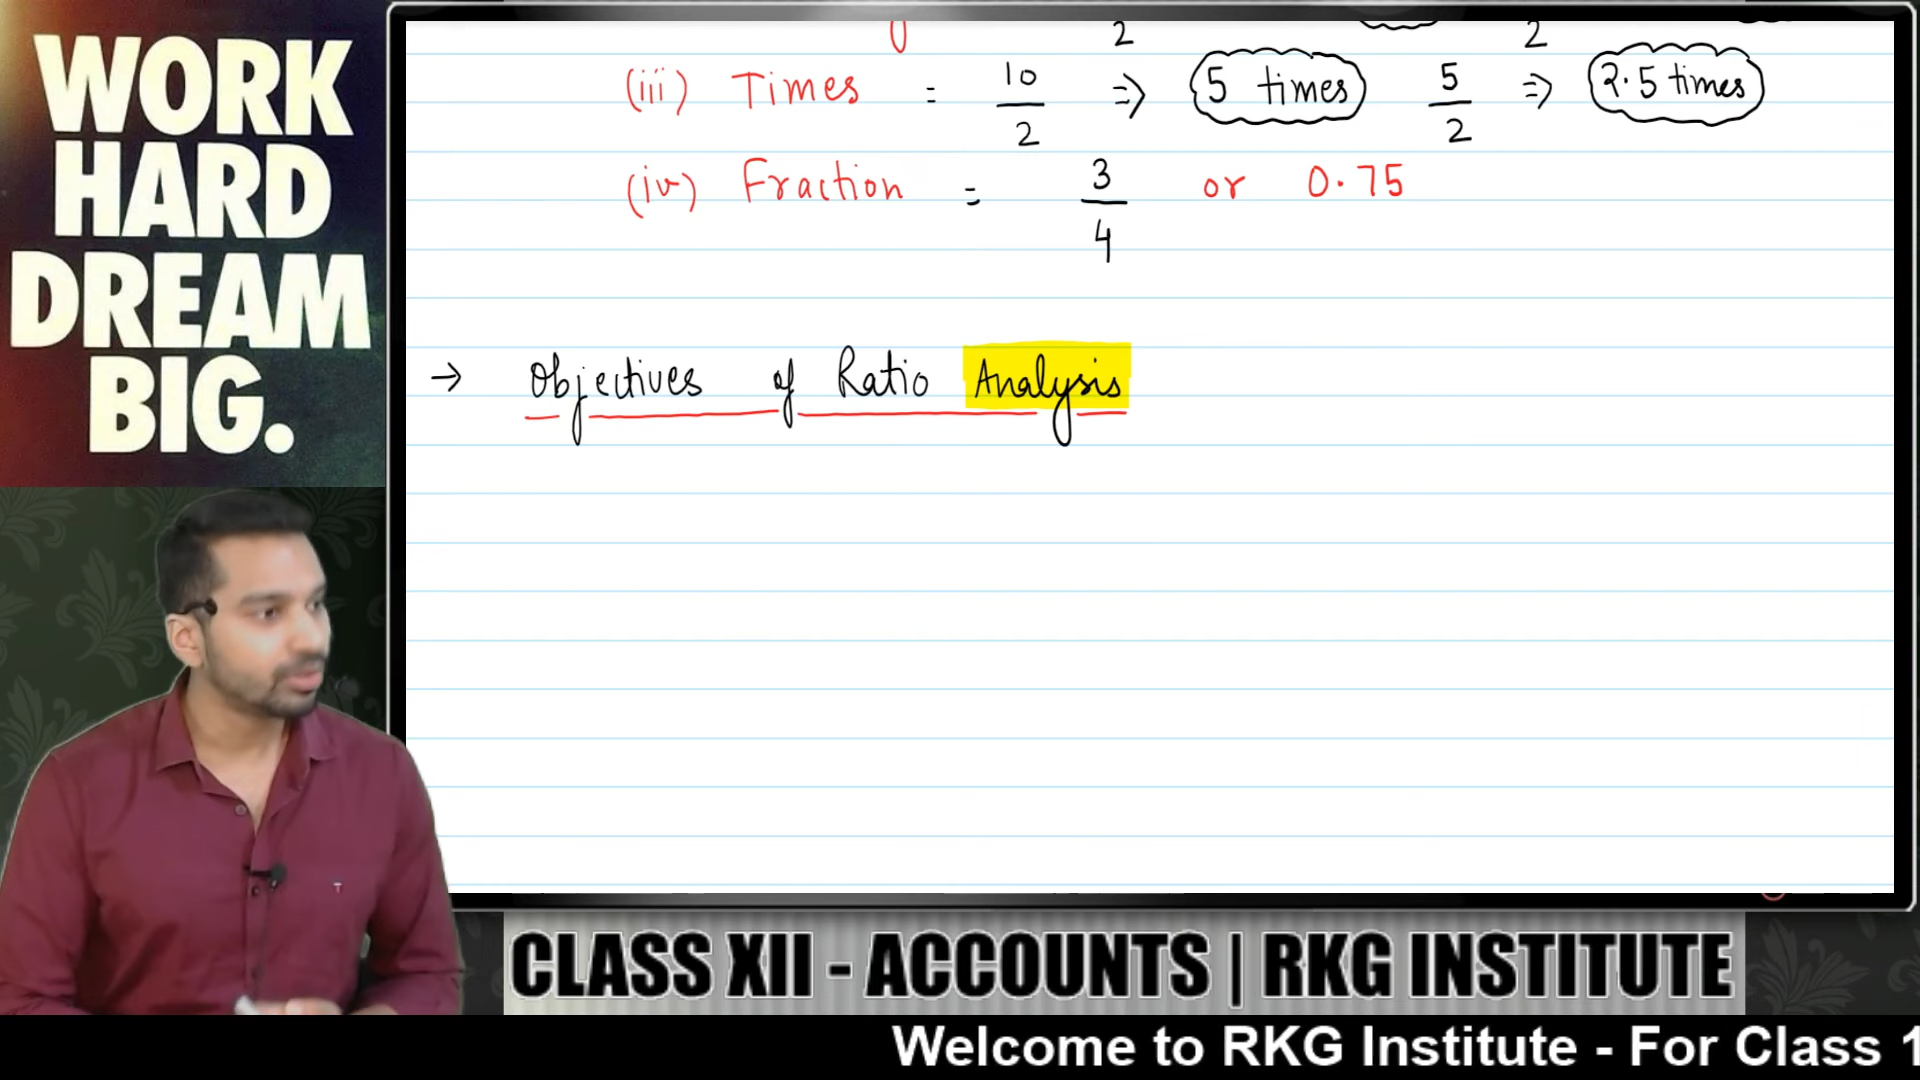 WORK
HARD
DREAM
BIG.
2 2
(iii) Times = 10/2 => 5 times 5/2 => 2.5 times
(iv) Fraction = 3/4 or 0.75
→ Objectives of Ratio Analysis
CLASS XII - ACCOUNTS | RKG INSTITUTE
Welcome to RKG Institute - For Class 1